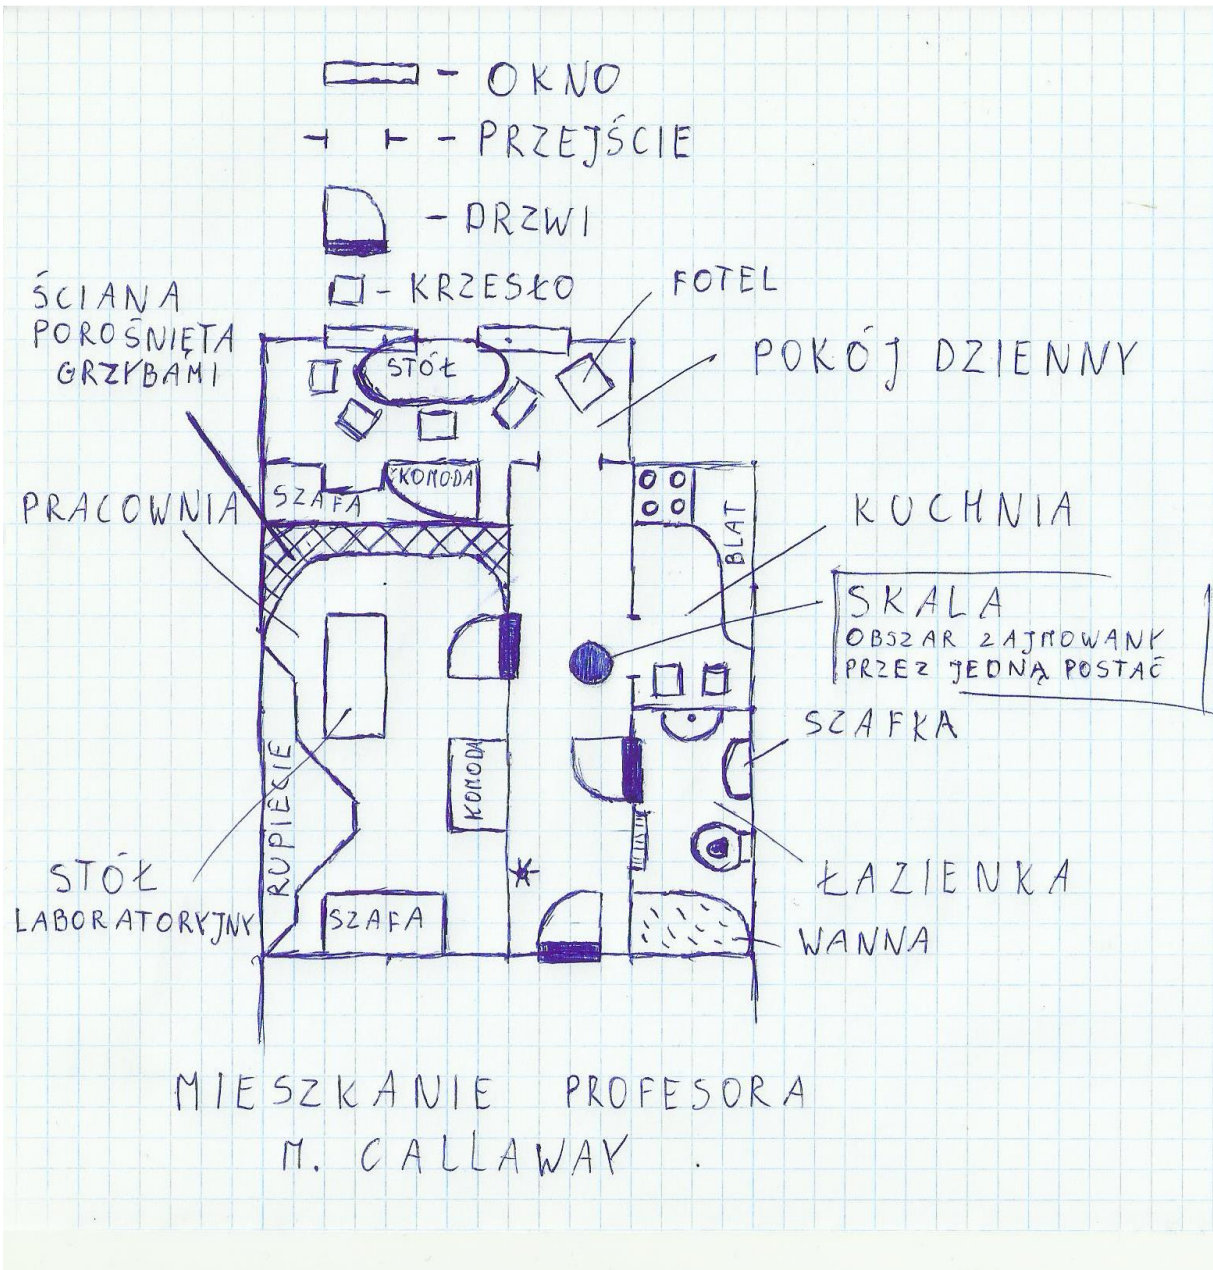 - OKNO
- PRZEJŚCIE
- DRZWI
- KRZESŁO
FOTEL
ŚCIANA
POROŚNIĘTA
GRZYBAMI
STÓŁ
POKÓJ DZIENNY
SZAFA
KOMODA
PRACOWNIA
BLAT
KUCHNIA
SKALA
OBSZAR ZAJMOWANY
PRZEZ JEDNĄ POSTAĆ
SZAFKA
KOMODA
RUPIECIE
STÓŁ
LABORATORYJNY
SZAFA
ŁAZIENKA
WANNA
MIESZKANIE PROFESORA
M. CALLAWAY